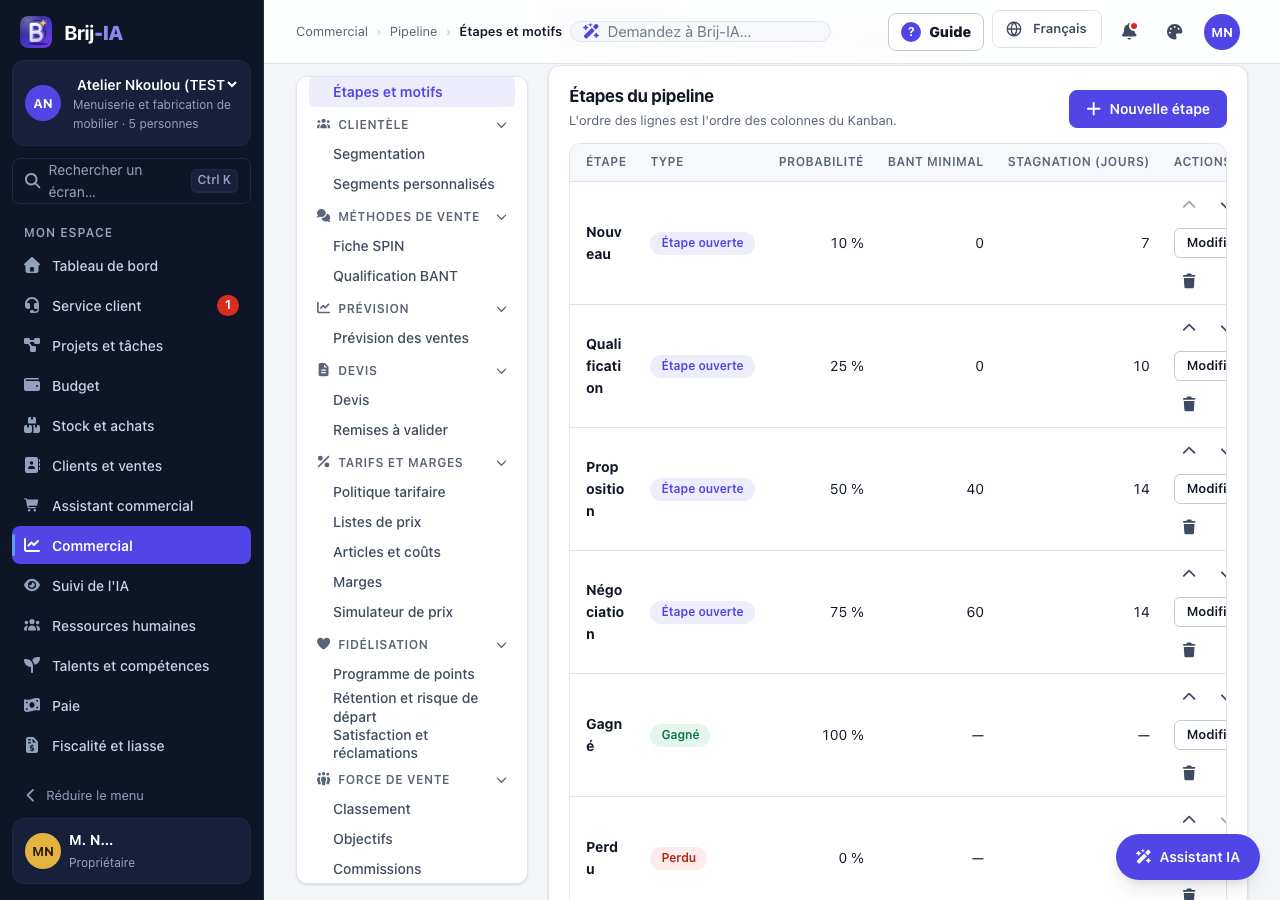 Brij-IA
Commercial › Pipeline › Étapes et motifs
Demandez à Brij-IA…
? Guide
Français
MN
AN
Atelier Nkoulou (TEST
Menuiserie et fabrication de
mobilier · 5 personnes
Rechercher un
écran…
Ctrl K
MON ESPACE
Tableau de bord
Service client
1
Projets et tâches
Budget
Stock et achats
Clients et ventes
Assistant commercial
Commercial
Suivi de l'IA
Ressources humaines
Talents et compétences
Paie
Fiscalité et liasse
Réduire le menu
MN
M. N...
Propriétaire
Étapes et motifs
CLIENTÈLE
Segmentation
Segments personnalisés
MÉTHODES DE VENTE
Fiche SPIN
Qualification BANT
PRÉVISION
Prévision des ventes
DEVIS
Devis
Remises à valider
TARIFS ET MARGES
Politique tarifaire
Listes de prix
Articles et coûts
Marges
Simulateur de prix
FIDÉLISATION
Programme de points
Rétention et risque de
départ
Satisfaction et
réclamations
FORCE DE VENTE
Classement
Objectifs
Commissions
Étapes du pipeline
L'ordre des lignes est l'ordre des colonnes du Kanban.
+ Nouvelle étape
ÉTAPE TYPE PROBABILITÉ BANT MINIMAL STAGNATION (JOURS) ACTIONS
Nouv
eau
Étape ouverte 10 % 0 7 Modifi
Quali
ficati
on
Étape ouverte 25 % 0 10 Modifi
Prop
ositio
n
Étape ouverte 50 % 40 14 Modifi
Négo
ciatio
n
Étape ouverte 75 % 60 14 Modifi
Gagn
é
Gagné 100 % — — Modifi
Perd
u
Perdu 0 % —
Assistant IA